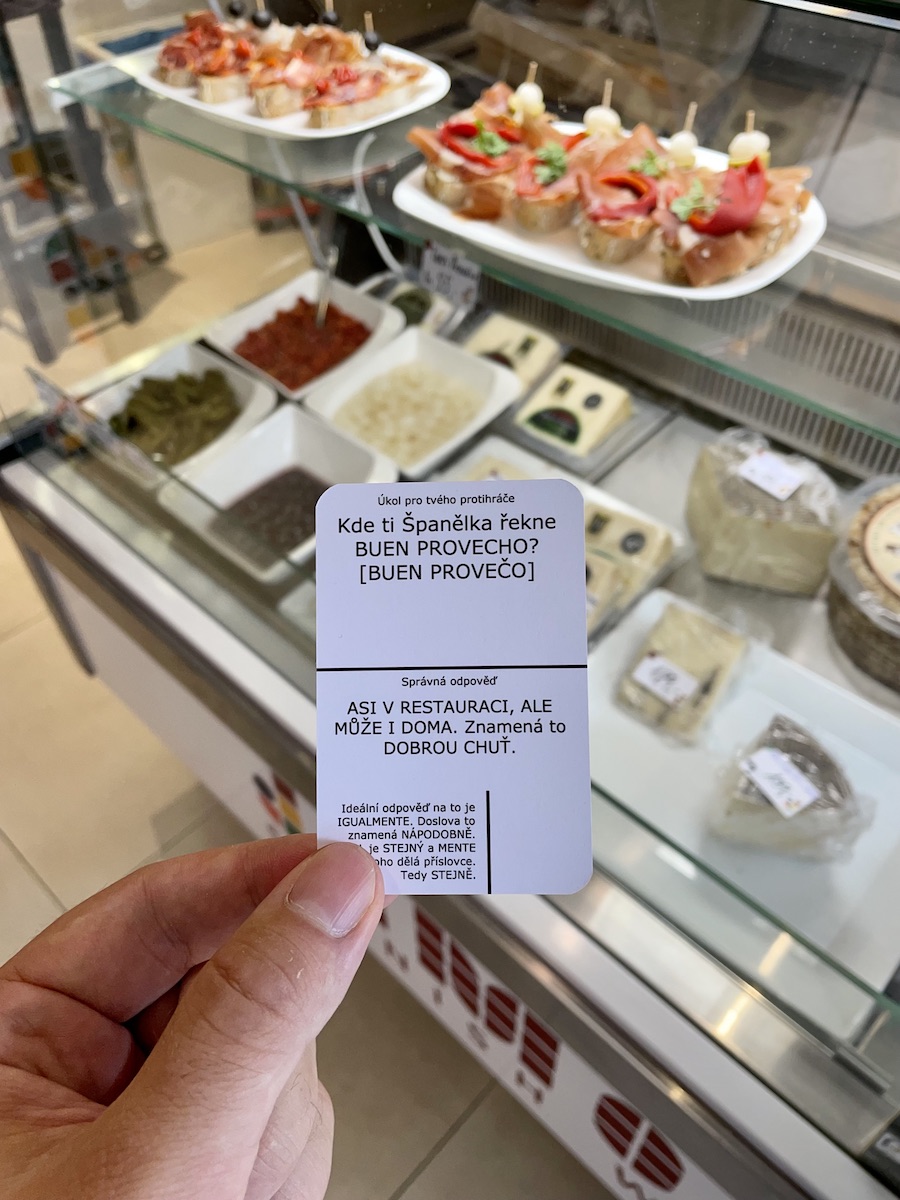 Úkol pro tvého protihráče
Kde ti Španělka řekne
BUEN PROVECHO?
[BUEN PROVEČO]
Správná odpověď
ASI V RESTAURACI, ALE
MŮŽE I DOMA. Znamená to
DOBROU CHUŤ.
Ideální odpověď na to je
IGUALMENTE. Doslova to
znamená NÁPODOBNĚ.
je STEJNÝ a MENTE
oho dělá příslovce.
Tedy STEJNĚ.